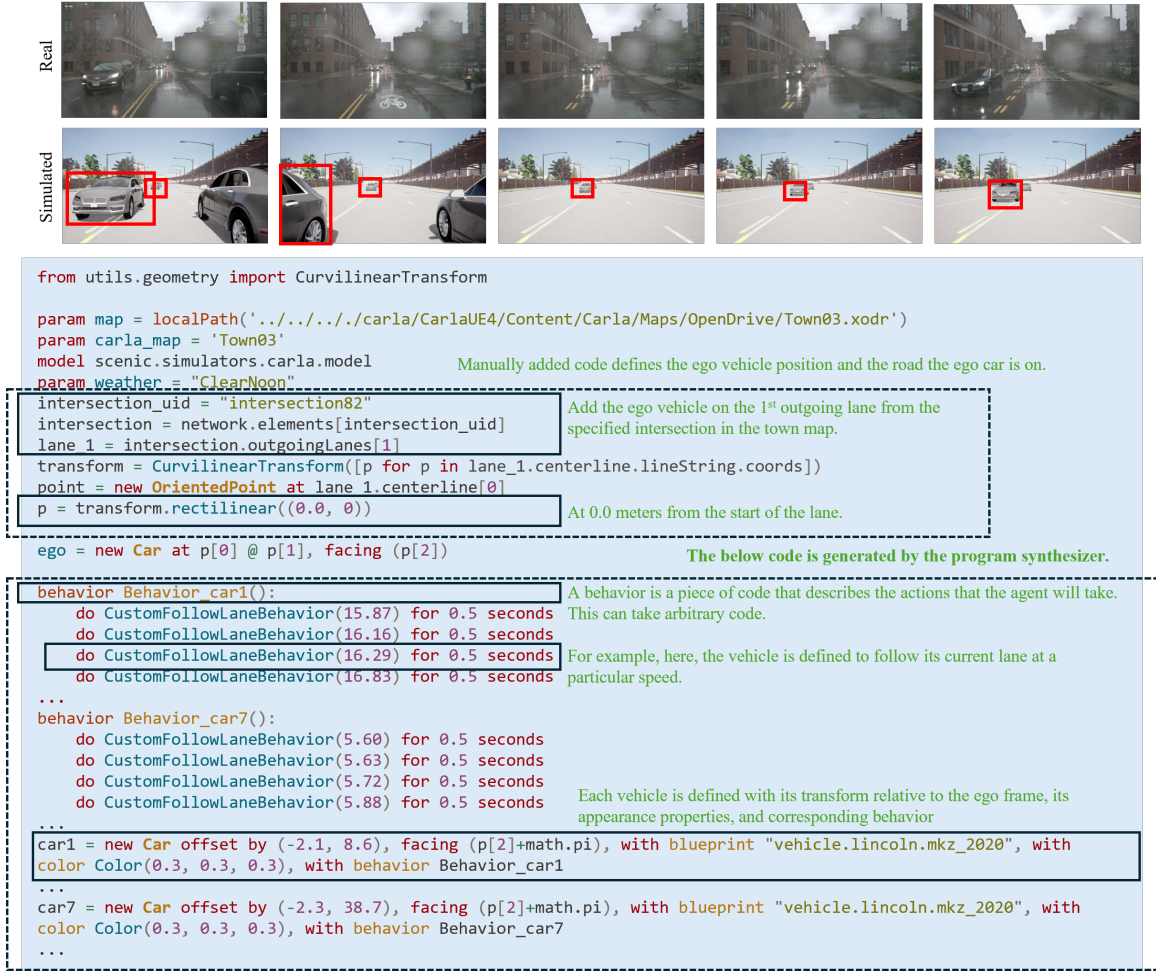 Real
Simulated
from utils.geometry import CurvilinearTransform
param map = localPath('../../.././carla/CarlaUE4/Content/Carla/Maps/OpenDrive/Town03.xodr')
param carla_map = 'Town03'
model scenic.simulators.carla.model
Manually added code defines the ego vehicle position and the road the ego car is on.
param weather = "ClearNoon"
intersection_uid = "intersection82"
intersection = network.elements[intersection_uid]
lane_1 = intersection.outgoingLanes[1]
Add the ego vehicle on the 1st outgoing lane from the
specified intersection in the town map.
transform = CurvilinearTransform([p for p in lane_1.centerline.lineString.coords])
point = new OrientedPoint at lane_1.centerline[0]
p = transform.rectilinear((0.0, 0))
At 0.0 meters from the start of the lane.
ego = new Car at p[0] @ p[1], facing (p[2])
The below code is generated by the program synthesizer.
behavior Behavior_car1():
    do CustomFollowLaneBehavior(15.87) for 0.5 seconds
    do CustomFollowLaneBehavior(16.16) for 0.5 seconds
    do CustomFollowLaneBehavior(16.29) for 0.5 seconds
    do CustomFollowLaneBehavior(16.83) for 0.5 seconds
A behavior is a piece of code that describes the actions that the agent will take.
This can take arbitrary code.
For example, here, the vehicle is defined to follow its current lane at a
particular speed.
...
behavior Behavior_car7():
    do CustomFollowLaneBehavior(5.60) for 0.5 seconds
    do CustomFollowLaneBehavior(5.63) for 0.5 seconds
    do CustomFollowLaneBehavior(5.72) for 0.5 seconds
    do CustomFollowLaneBehavior(5.88) for 0.5 seconds
Each vehicle is defined with its transform relative to the ego frame, its
appearance properties, and corresponding behavior
...
car1 = new Car offset by (-2.1, 8.6), facing (p[2]+math.pi), with blueprint "vehicle.lincoln.mkz_2020", with
color Color(0.3, 0.3, 0.3), with behavior Behavior_car1
...
car7 = new Car offset by (-2.3, 38.7), facing (p[2]+math.pi), with blueprint "vehicle.lincoln.mkz_2020", with
color Color(0.3, 0.3, 0.3), with behavior Behavior_car7
...